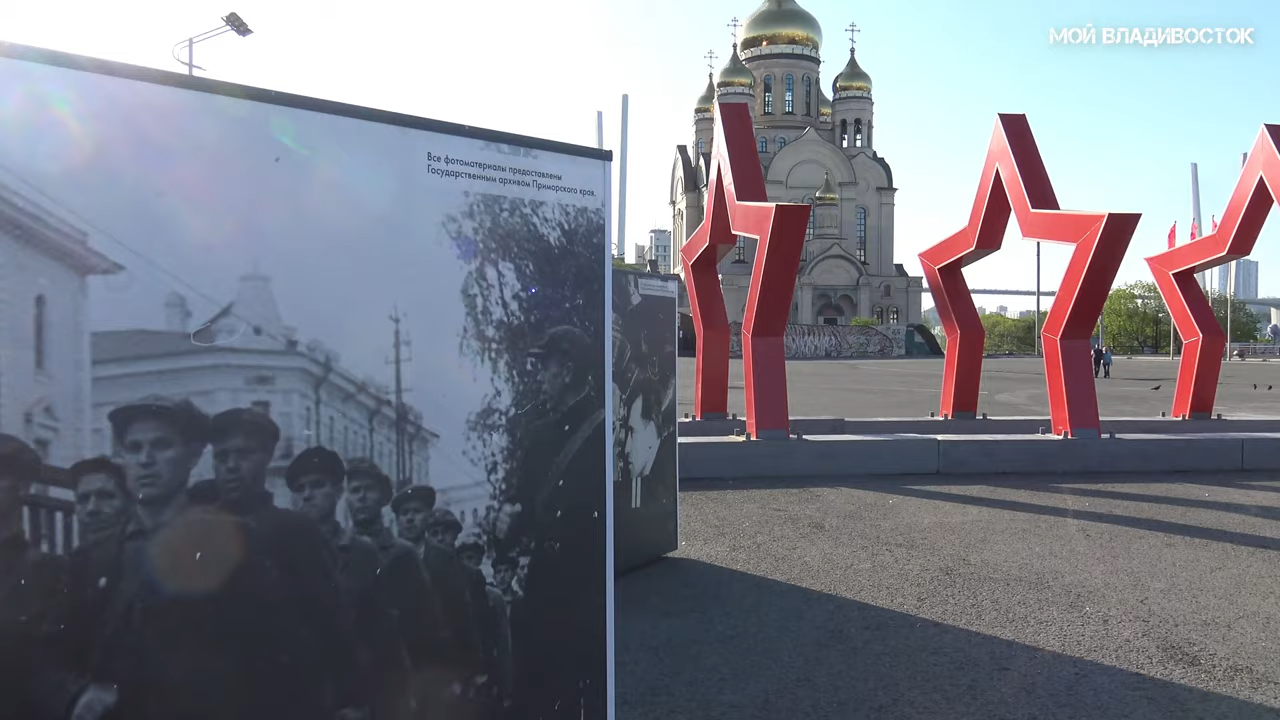 МОЙ ВЛАДИВОСТОК
Все фотоматериалы предоставлены
Государственным архивом Приморского края.